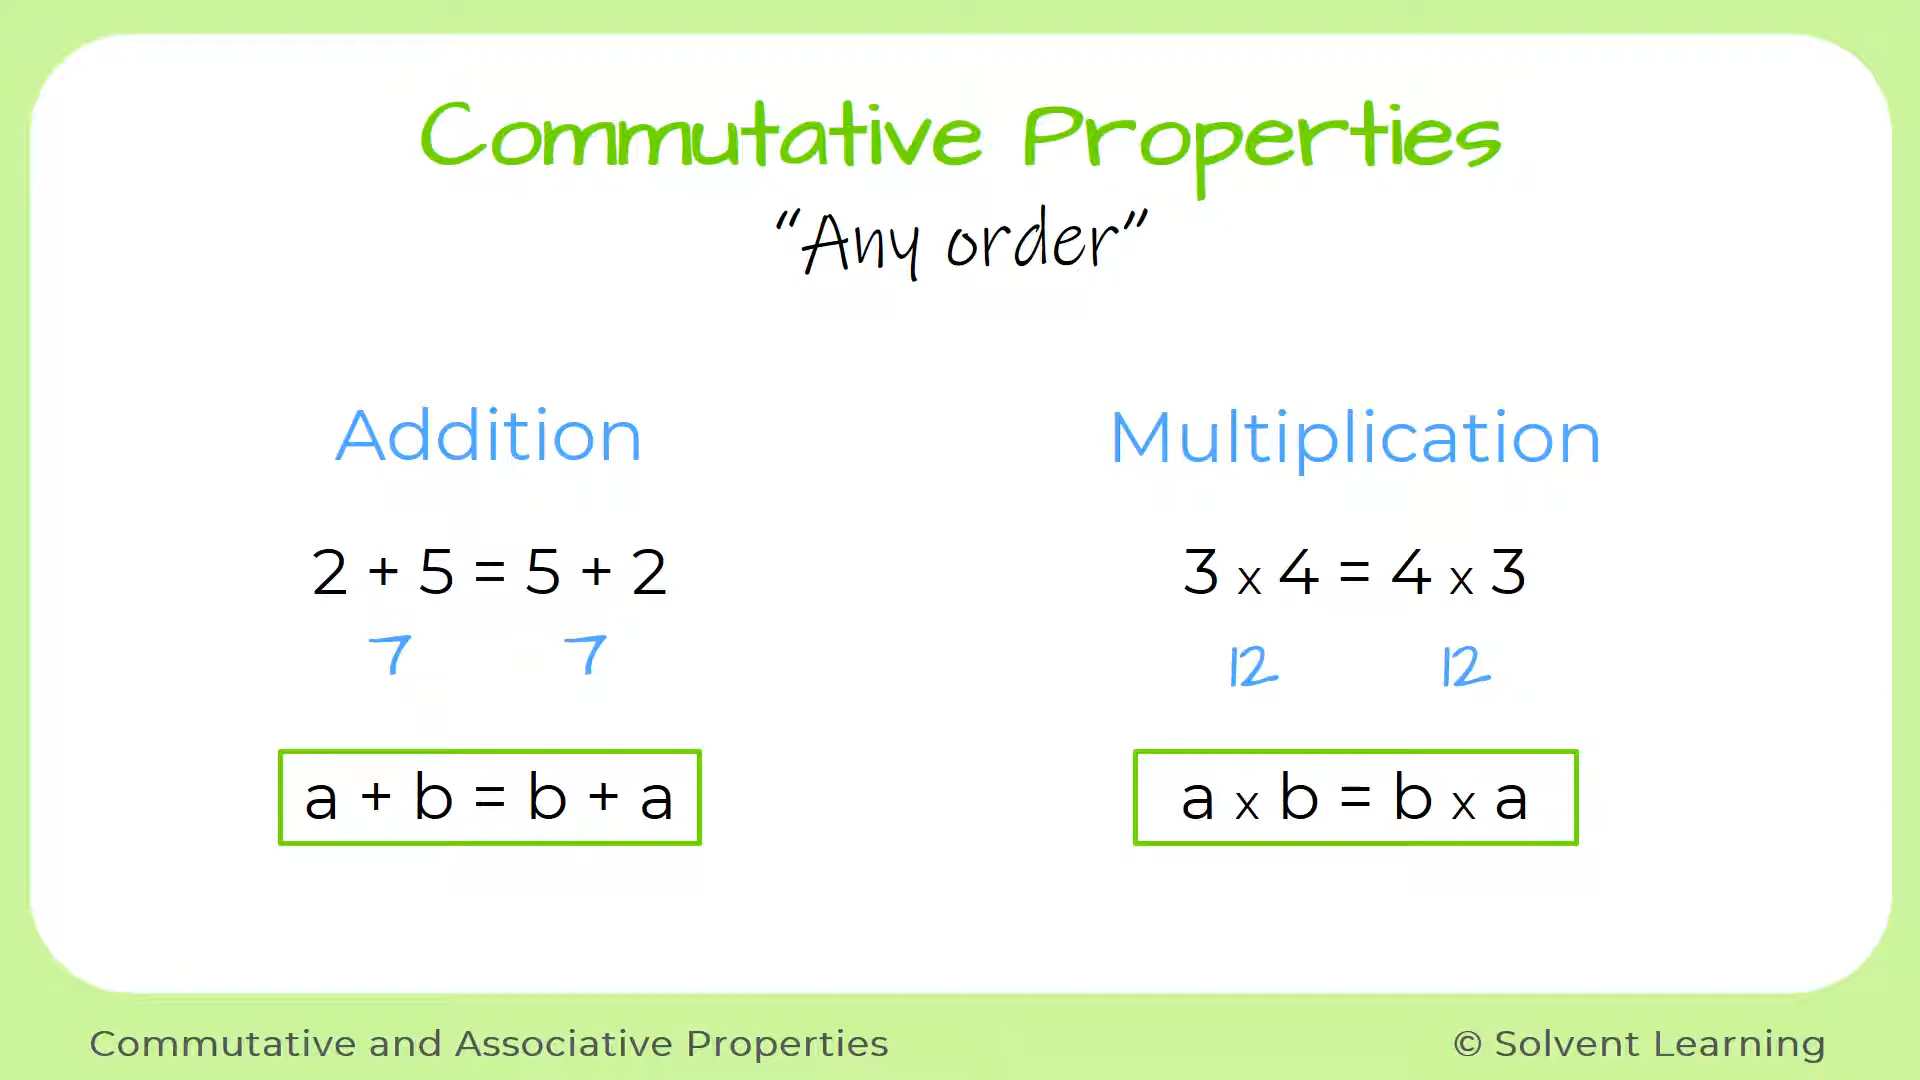 Commutative Properties
“Any order”
Addition
2 + 5 = 5 + 2
7 7
a + b = b + a
Multiplication
3 x 4 = 4 x 3
12 12
a x b = b x a
Commutative and Associative Properties
© Solvent Learning